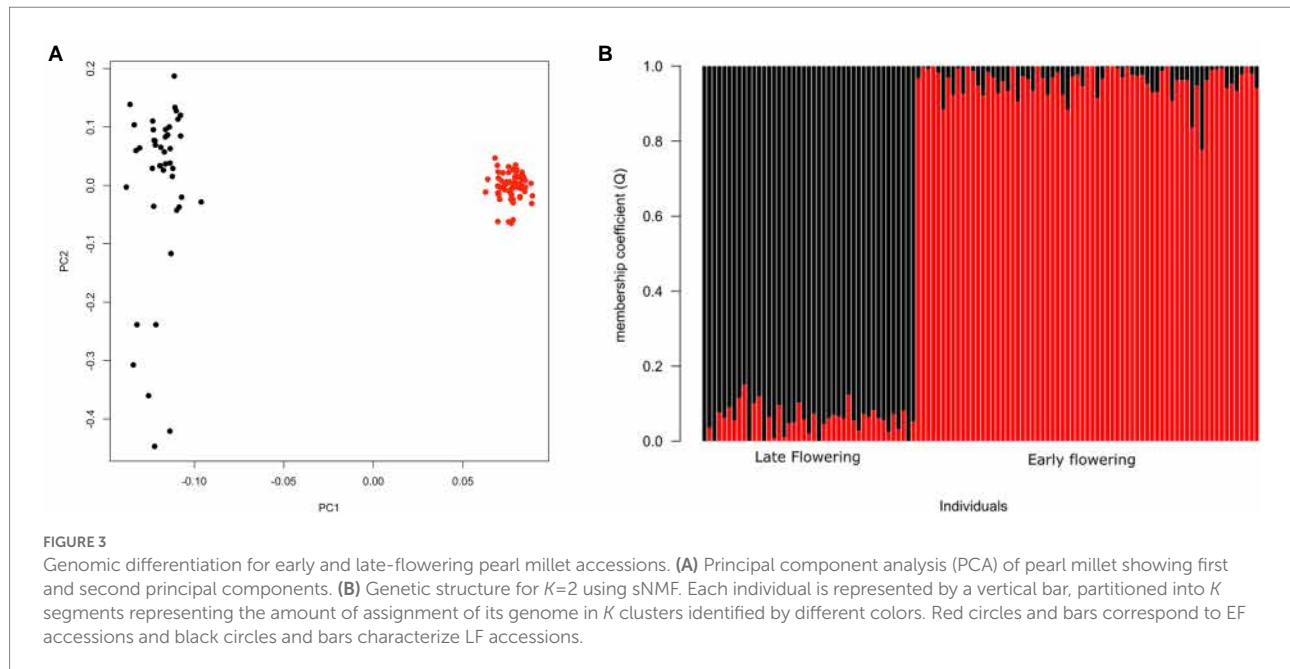 A
B
0.2
0.1
0.0
-0.1
-0.2
-0.3
-0.4
PC2
-0.10
-0.05
0.00
0.05
PC1
1.0
0.8
0.6
0.4
0.2
0.0
membership coefficient (Q)
Late Flowering
Early flowering
Individuals
FIGURE 3
Genomic differentiation for early and late-flowering pearl millet accessions. (A) Principal component analysis (PCA) of pearl millet showing first
and second principal components. (B) Genetic structure for K=2 using sNMF. Each individual is represented by a vertical bar, partitioned into K
segments representing the amount of assignment of its genome in K clusters identified by different colors. Red circles and bars correspond to EF
accessions and black circles and bars characterize LF accessions.